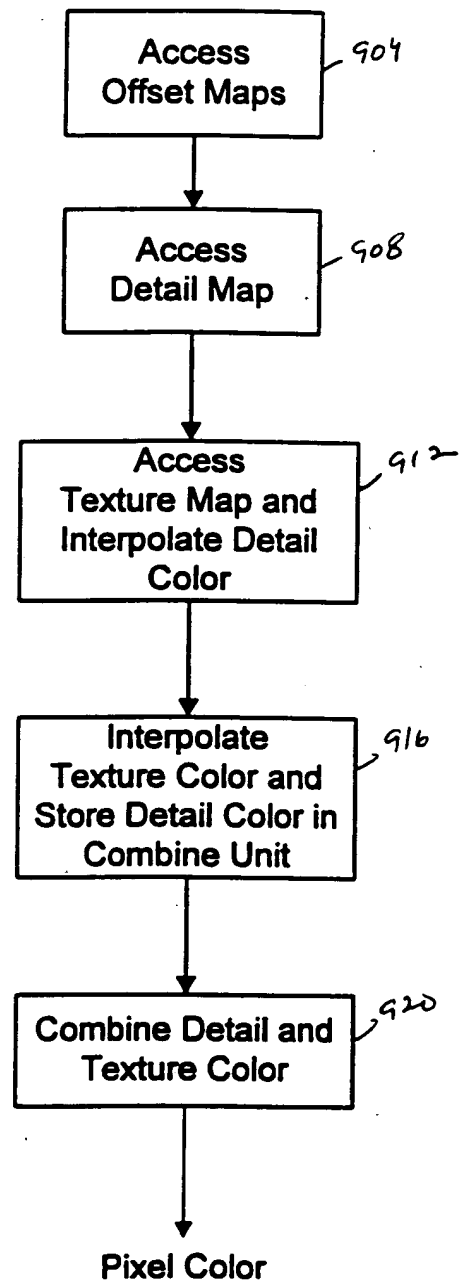 Access
Offset Maps
904
Access
Detail Map
908
Access
Texture Map and
Interpolate Detail
Color
912
Interpolate
Texture Color and
Store Detail Color in
Combine Unit
916
Combine Detail and
Texture Color
920
Pixel Color